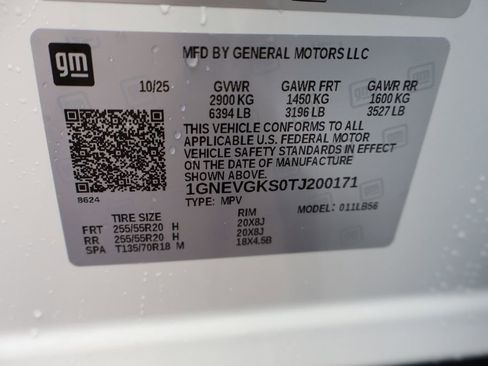 gm
MFD BY GENERAL MOTORS LLC
10/25 GVWR GAWR FRT GAWR RR
2900 KG 1450 KG 1600 KG
6394 LB 3196 LB 3527 LB
THIS VEHICLE CONFORMS TO ALL
APPLICABLE U.S. FEDERAL MOTOR
VEHICLE SAFETY STANDARDS IN EFFECT
ON THE DATE OF MANUFACTURE
SHOWN ABOVE.
1GNEVGKS0TJ200171
8624 TYPE: MPV MODEL: 011LB56
TIRE SIZE RIM
FRT 255/55R20 H 20X8J
RR 255/55R20 H 20X8J
SPA T135/70R18 M 18X4.5B